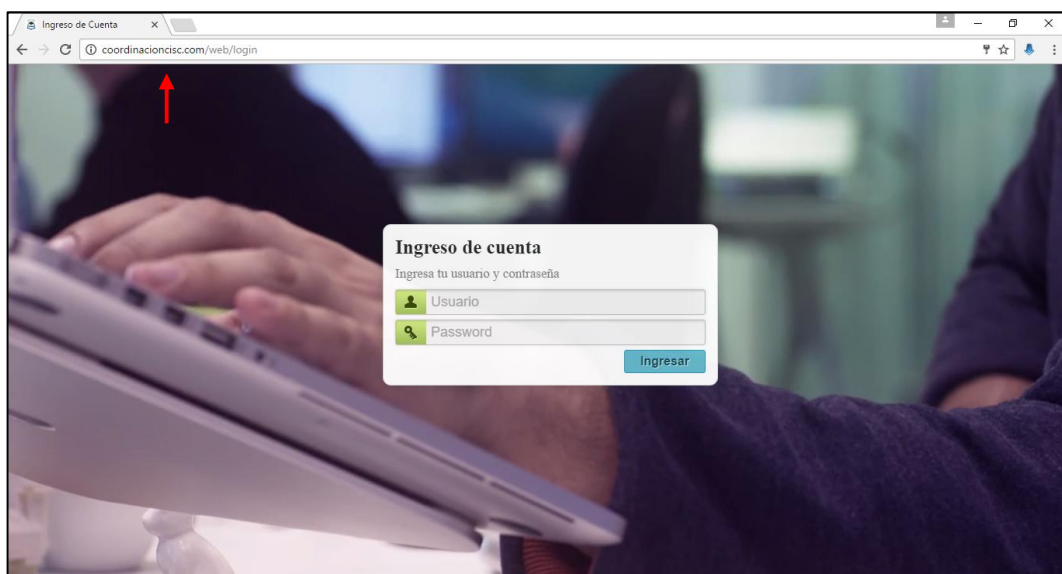 Ingreso de Cuenta
coordinacioncisc.com/web/login
Ingreso de cuenta
Ingresa tu usuario y contraseña
Usuario
Password
Ingresar